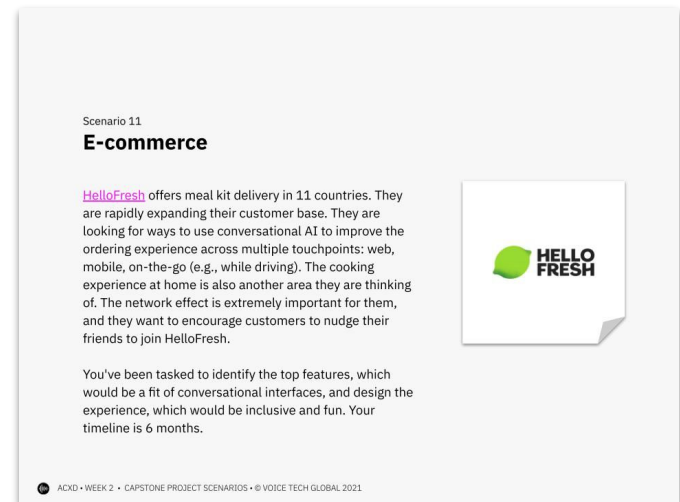 Scenario 11
E-commerce
HelloFresh offers meal kit delivery in 11 countries. They
are rapidly expanding their customer base. They are
looking for ways to use conversational AI to improve the
ordering experience across multiple touchpoints: web,
mobile, on-the-go (e.g., while driving). The cooking
experience at home is also another area they are thinking
of. The network effect is extremely important for them,
and they want to encourage customers to nudge their
friends to join HelloFresh.
You've been tasked to identify the top features, which
would be a fit of conversational interfaces, and design the
experience, which would be inclusive and fun. Your
timeline is 6 months.
HELLO
FRESH
ACXD • WEEK 2 • CAPSTONE PROJECT SCENARIOS • © VOICE TECH GLOBAL 2021